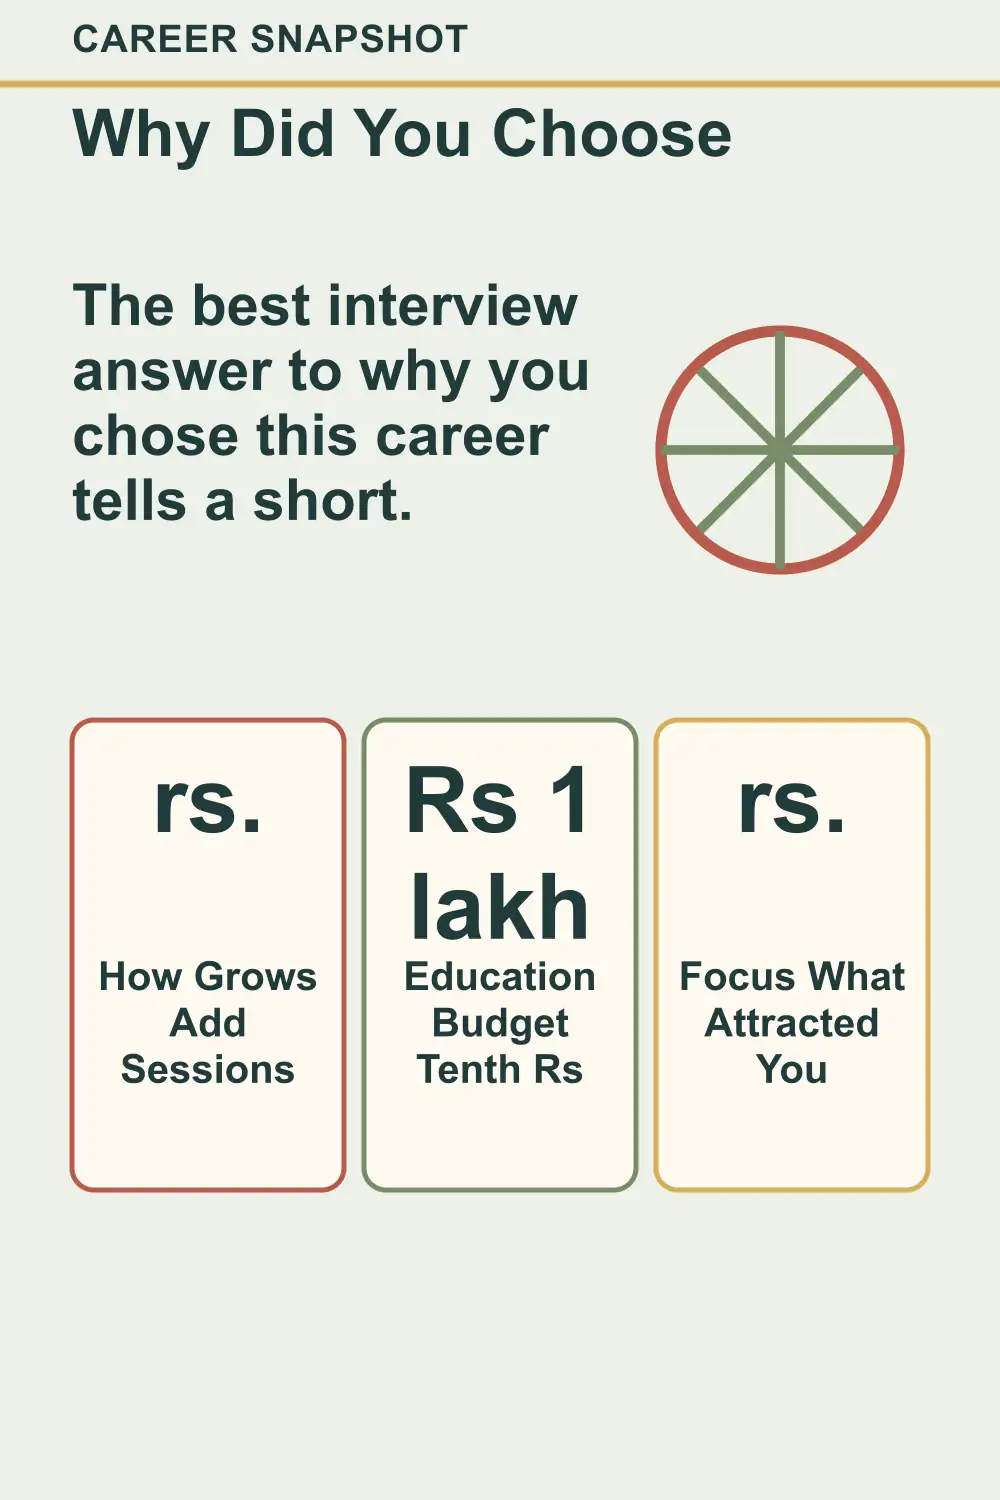 CAREER SNAPSHOT
Why Did You Choose
The best interview
answer to why you
chose this career
tells a short.
rs.
How Grows
Add
Sessions
Rs 1
lakh
Education
Budget
Tenth Rs
rs.
Focus What
Attracted
You